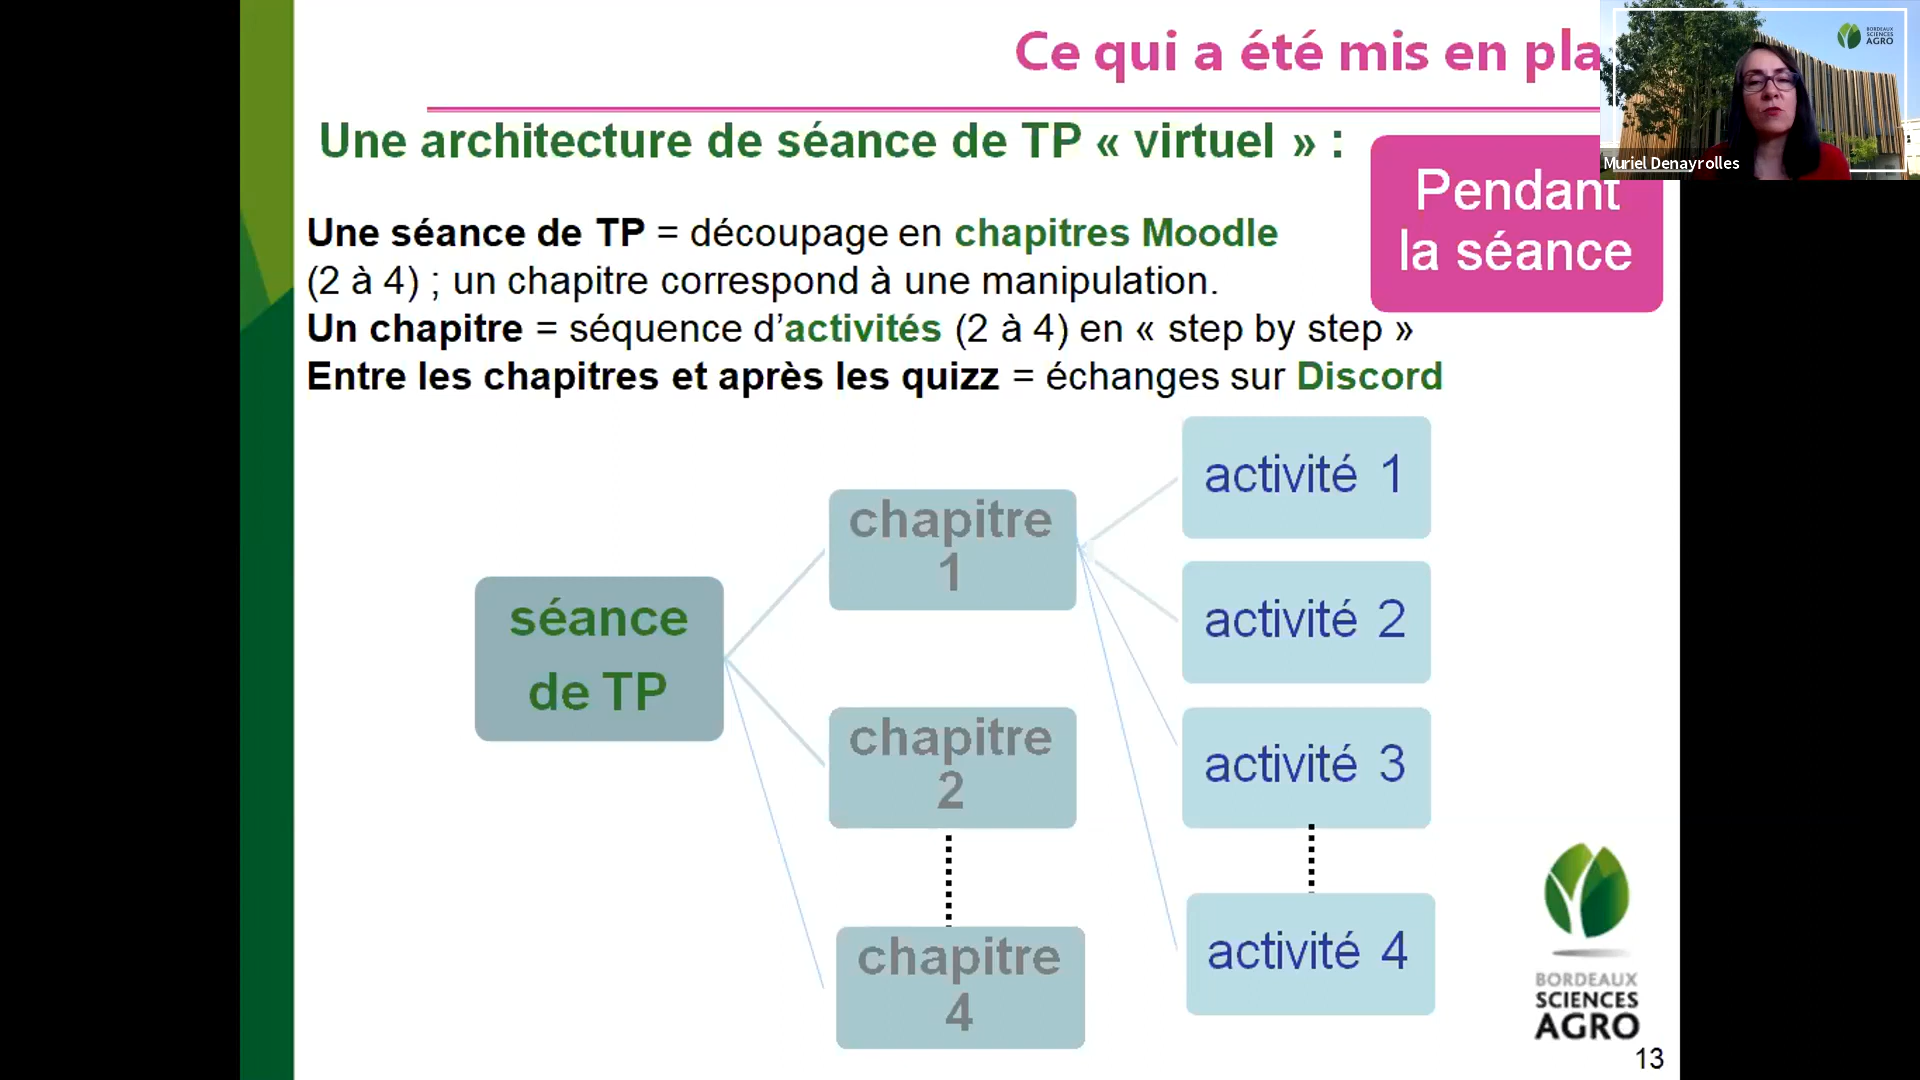 Ce qui a été mis en pla
BORDEAUX
SCIENCES
AGRO
Muriel Denayrolles
Une architecture de séance de TP « virtuel » :
Pendant
la séance
Une séance de TP = découpage en chapitres Moodle
(2 à 4) ; un chapitre correspond à une manipulation.
Un chapitre = séquence d’activités (2 à 4) en « step by step »
Entre les chapitres et après les quizz = échanges sur Discord
séance
de TP
chapitre
1
chapitre
2
chapitre
4
activité 1
activité 2
activité 3
activité 4
BORDEAUX
SCIENCES
AGRO
13